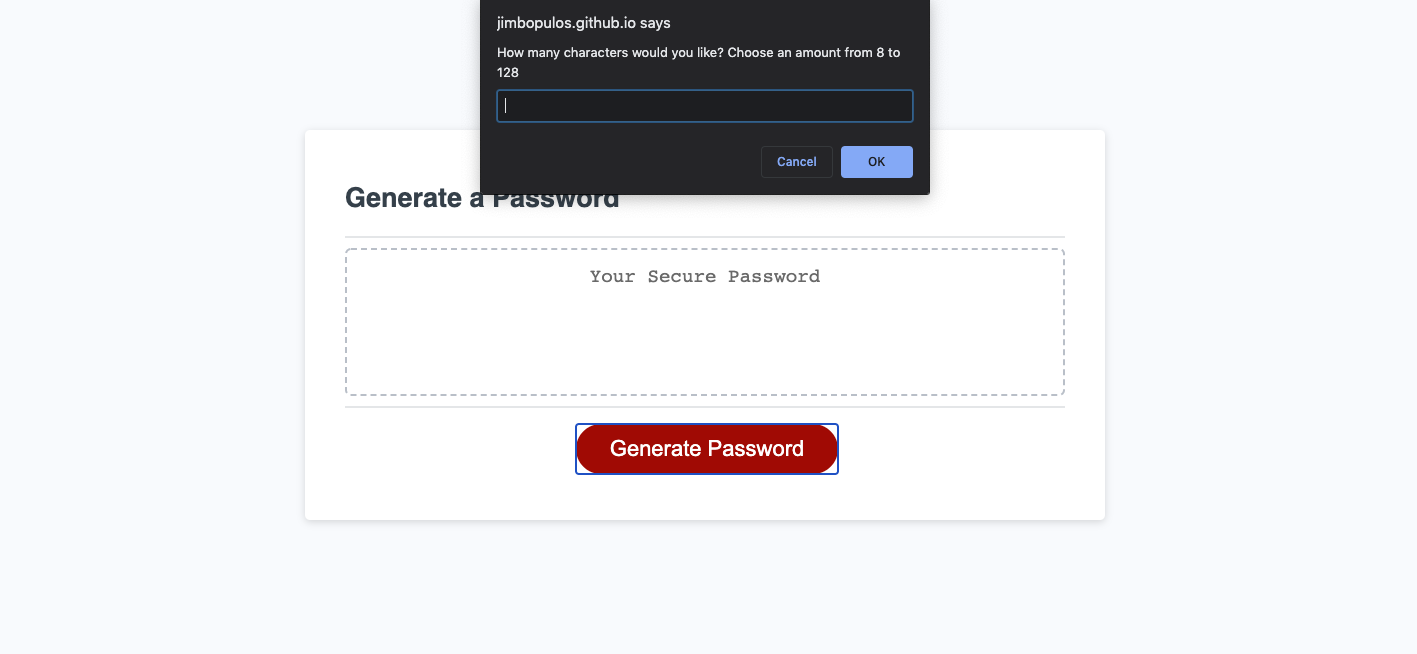 jimbopulos.github.io says
How many characters would you like? Choose an amount from 8 to
128
Cancel
OK
Generate a Password
Your Secure Password
Generate Password